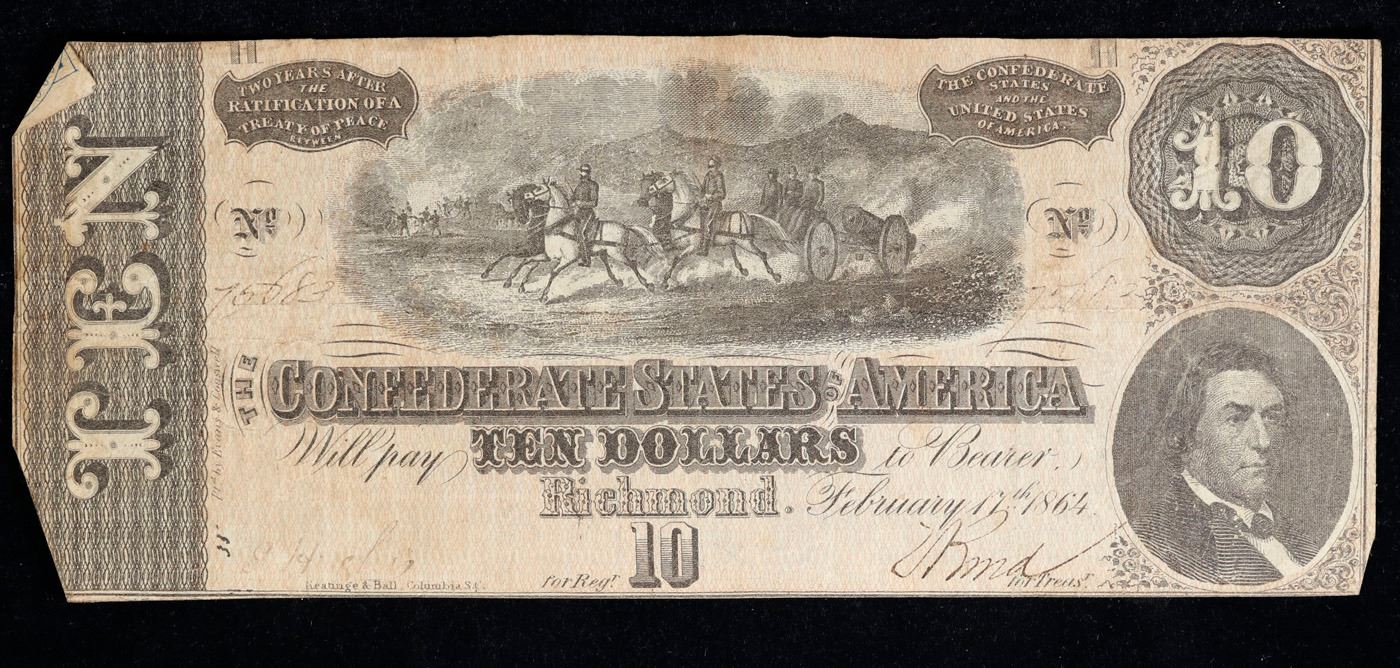 TWO YEARS AFTER
THE
RATIFICATION OF A
TREATY OF PEACE
BETWEEN
THE CONFEDERATE
STATES
AND THE
UNITED STATES
OF AMERICA.
10
TEN
No
No
75683
THE
CONFEDERATE STATES OF AMERICA
Will pay TEN DOLLARS to Bearer.
Richmond. February 17th 1864.
10
Keatinge & Ball, Columbia S.C.
for Regr.
for Treasr.